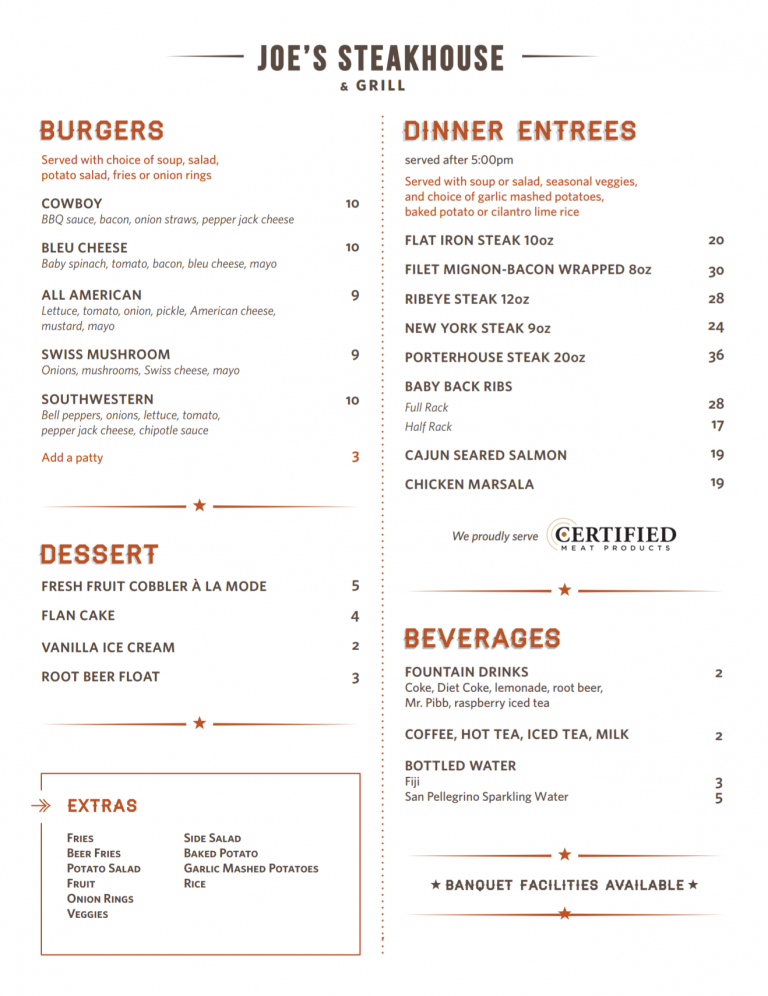 JOE'S STEAKHOUSE
& GRILL
BURGERS
Served with choice of soup, salad,
potato salad, fries or onion rings
COWBOY 10
BBQ sauce, bacon, onion straws, pepper jack cheese
BLEU CHEESE 10
Baby spinach, tomato, bacon, bleu cheese, mayo
ALL AMERICAN 9
Lettuce, tomato, onion, pickle, American cheese,
mustard, mayo
SWISS MUSHROOM 9
Onions, mushrooms, Swiss cheese, mayo
SOUTHWESTERN 10
Bell peppers, onions, lettuce, tomato,
pepper jack cheese, chipotle sauce
Add a patty 3
DESSERT
FRESH FRUIT COBBLER À LA MODE 5
FLAN CAKE 4
VANILLA ICE CREAM 2
ROOT BEER FLOAT 3
EXTRAS
FRIES
BEER FRIES
POTATO SALAD
FRUIT
ONION RINGS
VEGGIES
SIDE SALAD
BAKED POTATO
GARLIC MASHED POTATOES
RICE
DINNER ENTREES
served after 5:00pm
Served with soup or salad, seasonal veggies,
and choice of garlic mashed potatoes,
baked potato or cilantro lime rice
FLAT IRON STEAK 10oz 20
FILET MIGNON-BACON WRAPPED 8oz 30
RIBEYE STEAK 12oz 28
NEW YORK STEAK 9oz 24
PORTERHOUSE STEAK 20oz 36
BABY BACK RIBS
Full Rack 28
Half Rack 17
CAJUN SEARED SALMON 19
CHICKEN MARSALA 19
We proudly serve CERTIFIED
MEAT PRODUCTS
BEVERAGES
FOUNTAIN DRINKS 2
Coke, Diet Coke, lemonade, root beer,
Mr. Pibb, raspberry iced tea
COFFEE, HOT TEA, ICED TEA, MILK 2
BOTTLED WATER
Fiji 3
San Pellegrino Sparkling Water 5
★ BANQUET FACILITIES AVAILABLE ★